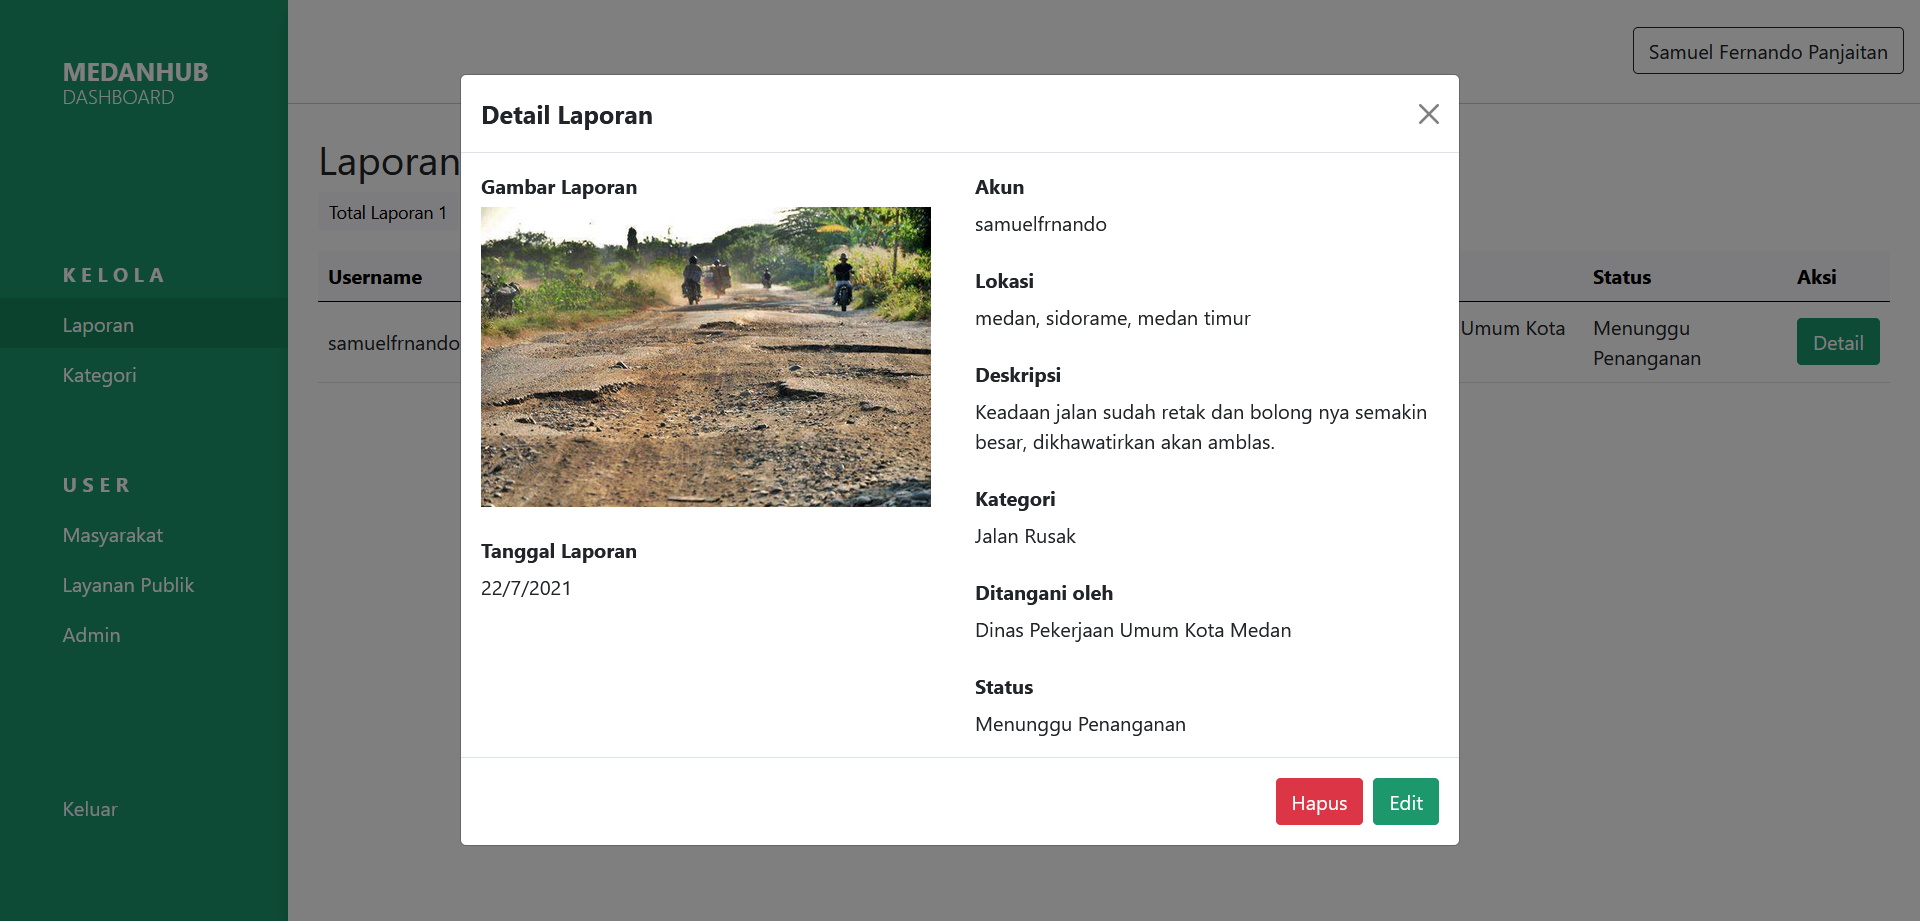 MEDANHUB
DASHBOARD
KELOLA
Laporan
Kategori
USER
Masyarakat
Layanan Publik
Admin
Keluar
Samuel Fernando Panjaitan
Laporan
Total Laporan 1
Username
Status
Aksi
samuelfrnando
Umum Kota
Menunggu
Penanganan
Detail
Detail Laporan
Gambar Laporan
Tanggal Laporan
22/7/2021
Akun
samuelfrnando
Lokasi
medan, sidorame, medan timur
Deskripsi
Keadaan jalan sudah retak dan bolong nya semakin
besar, dikhawatirkan akan amblas.
Kategori
Jalan Rusak
Ditangani oleh
Dinas Pekerjaan Umum Kota Medan
Status
Menunggu Penanganan
Hapus
Edit